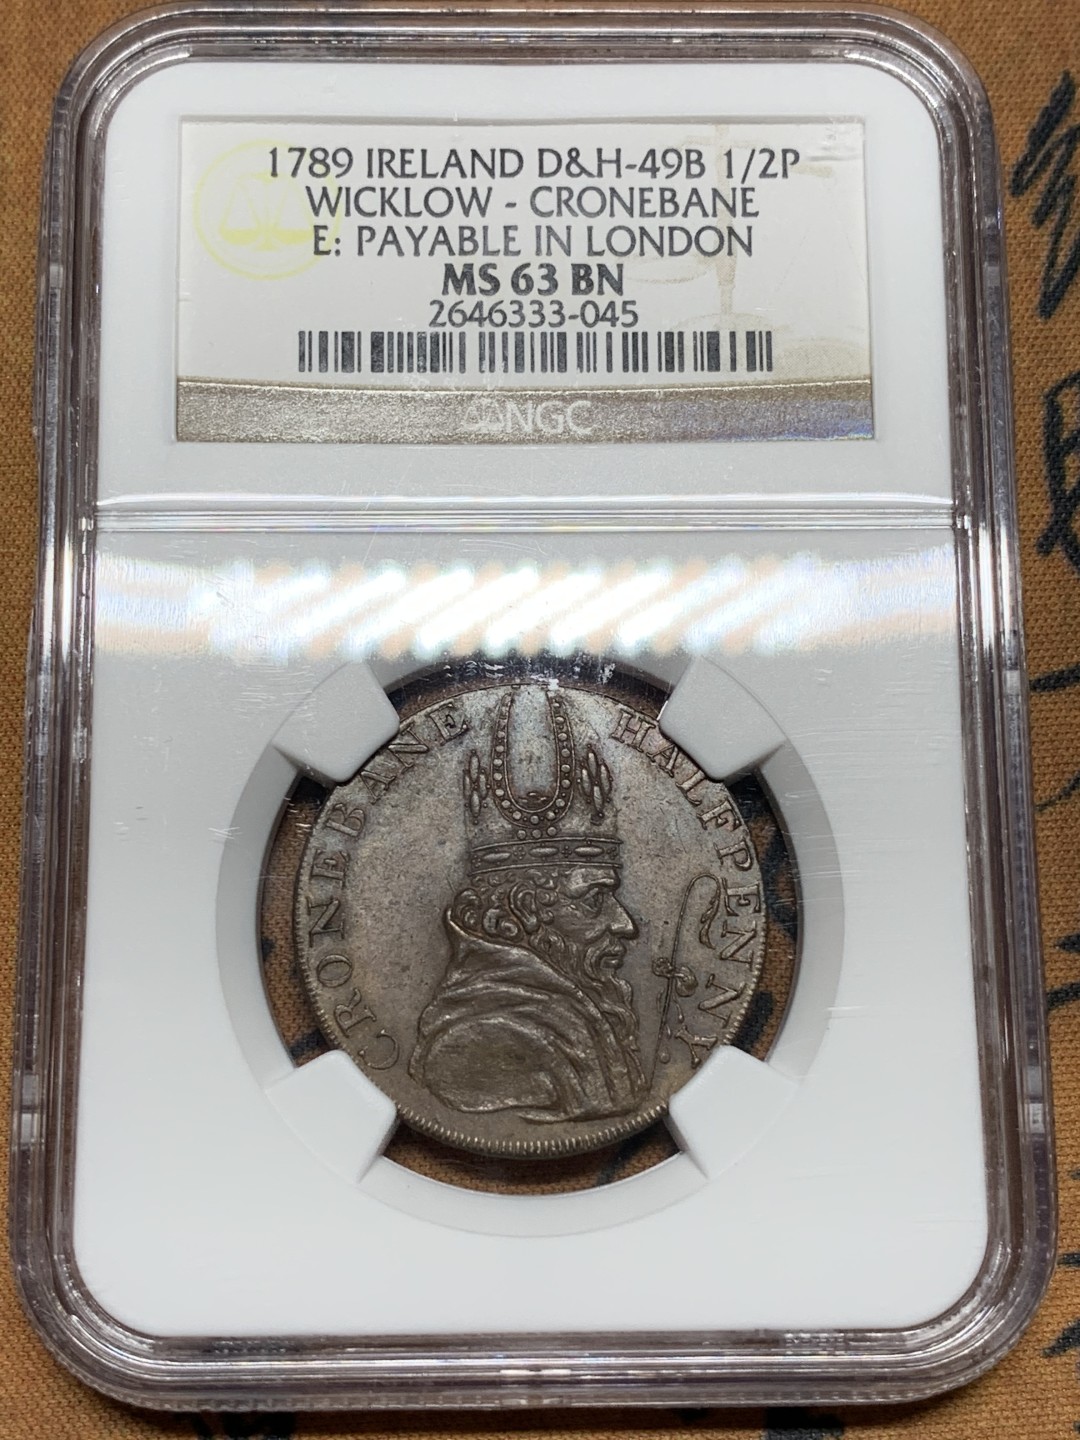 1789 IRELAND D&H-49B 1/2P
WICKLOW - CRONEBANE
E: PAYABLE IN LONDON
MS 63 BN
2646333-045
NGC
CRONEBANE HALFPENNY